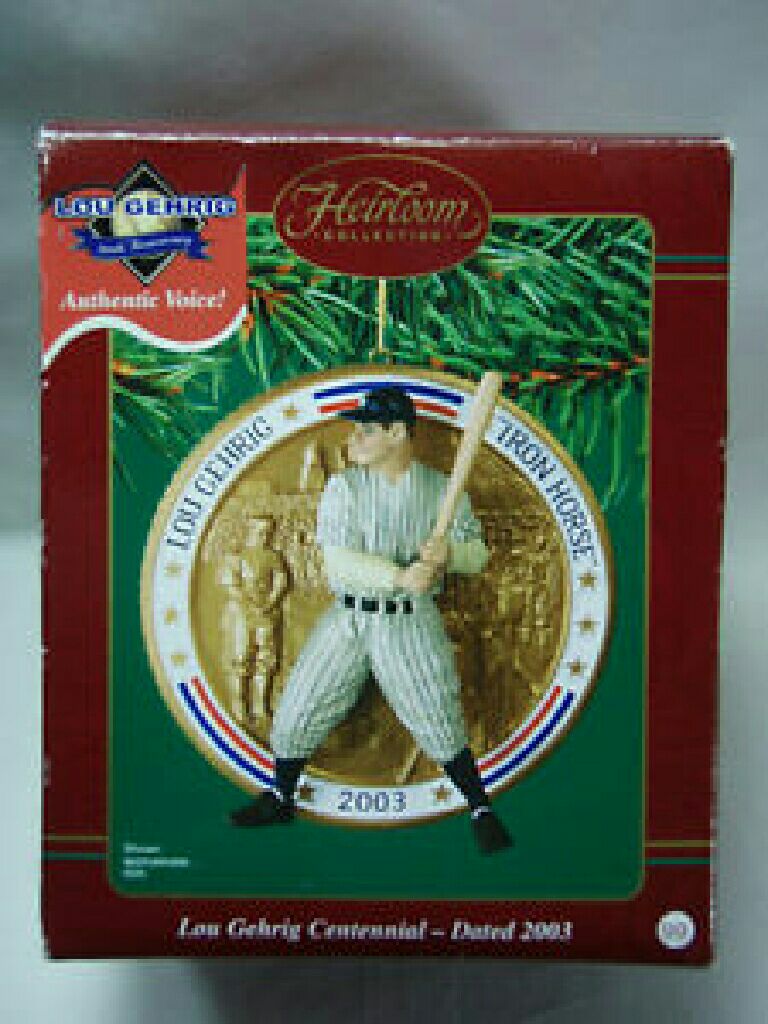 LOU GEHRIG
Authentic Voice!
Heirloom
COLLECTION
LOU GEHRIG
"IRON HORSE"
2003
Lou Gehrig Centennial – Dated 2003